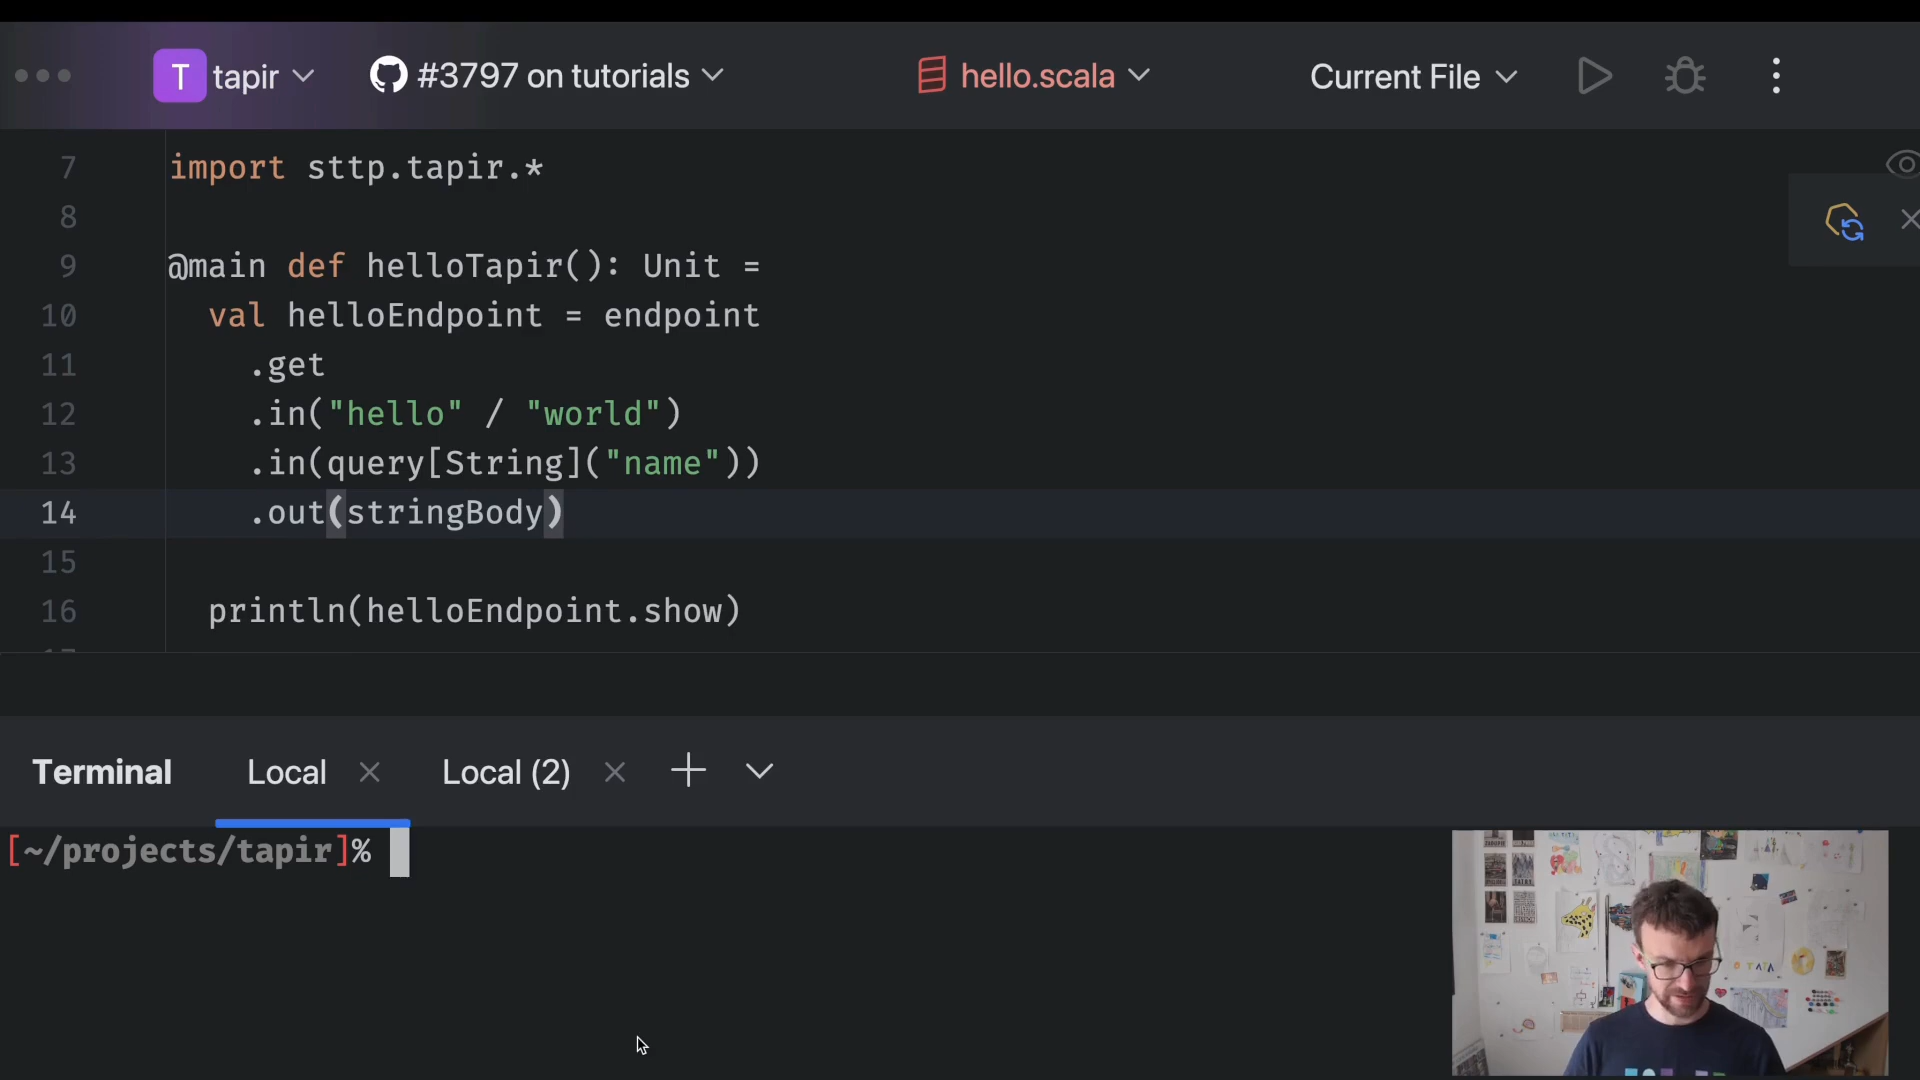 T tapir #3797 on tutorials hello.scala Current File
7 import sttp.tapir.*
8
9 @main def helloTapir(): Unit =
10 val helloEndpoint = endpoint
11 .get
12 .in("hello" / "world")
13 .in(query[String]("name"))
14 .out(stringBody)
15
16 println(helloEndpoint.show)
Terminal Local Local (2)
[~/projects/tapir]%
TATA